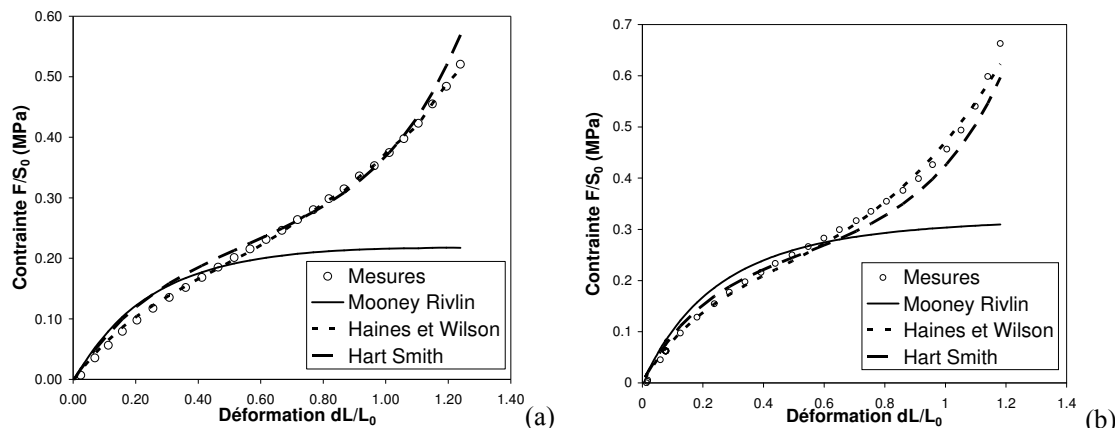 Contrainte F/S0 (MPa)
0.60
0.50
0.40
0.30
0.20
0.10
0.00
0.00 0.20 0.40 0.60 0.80 1.00 1.20 1.40
Déformation dL/L0
Mesures
Mooney Rivlin
Haines et Wilson
Hart Smith
(a)
Contrainte F/S0 (MPa)
0.7
0.6
0.5
0.4
0.3
0.2
0.1
0
0 0.2 0.4 0.6 0.8 1 1.2 1.4
Déformation dL/L0
Mesures
Mooney Rivlin
Haines et Wilson
Hart Smith
(b)